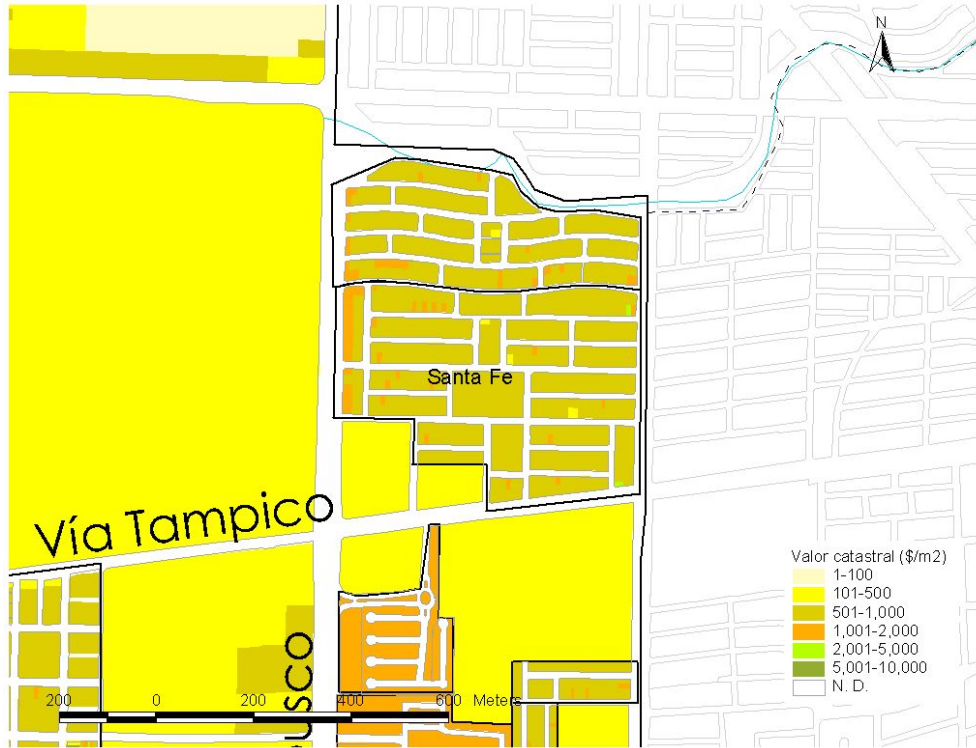 N
Santa Fe
Vía Tampico
Valor catastral ($/m2)
1-100
101-500
501-1,000
1,001-2,000
2,001-5,000
5,001-10,000
N. D.
USCO
200 0 200 400 600 Meters